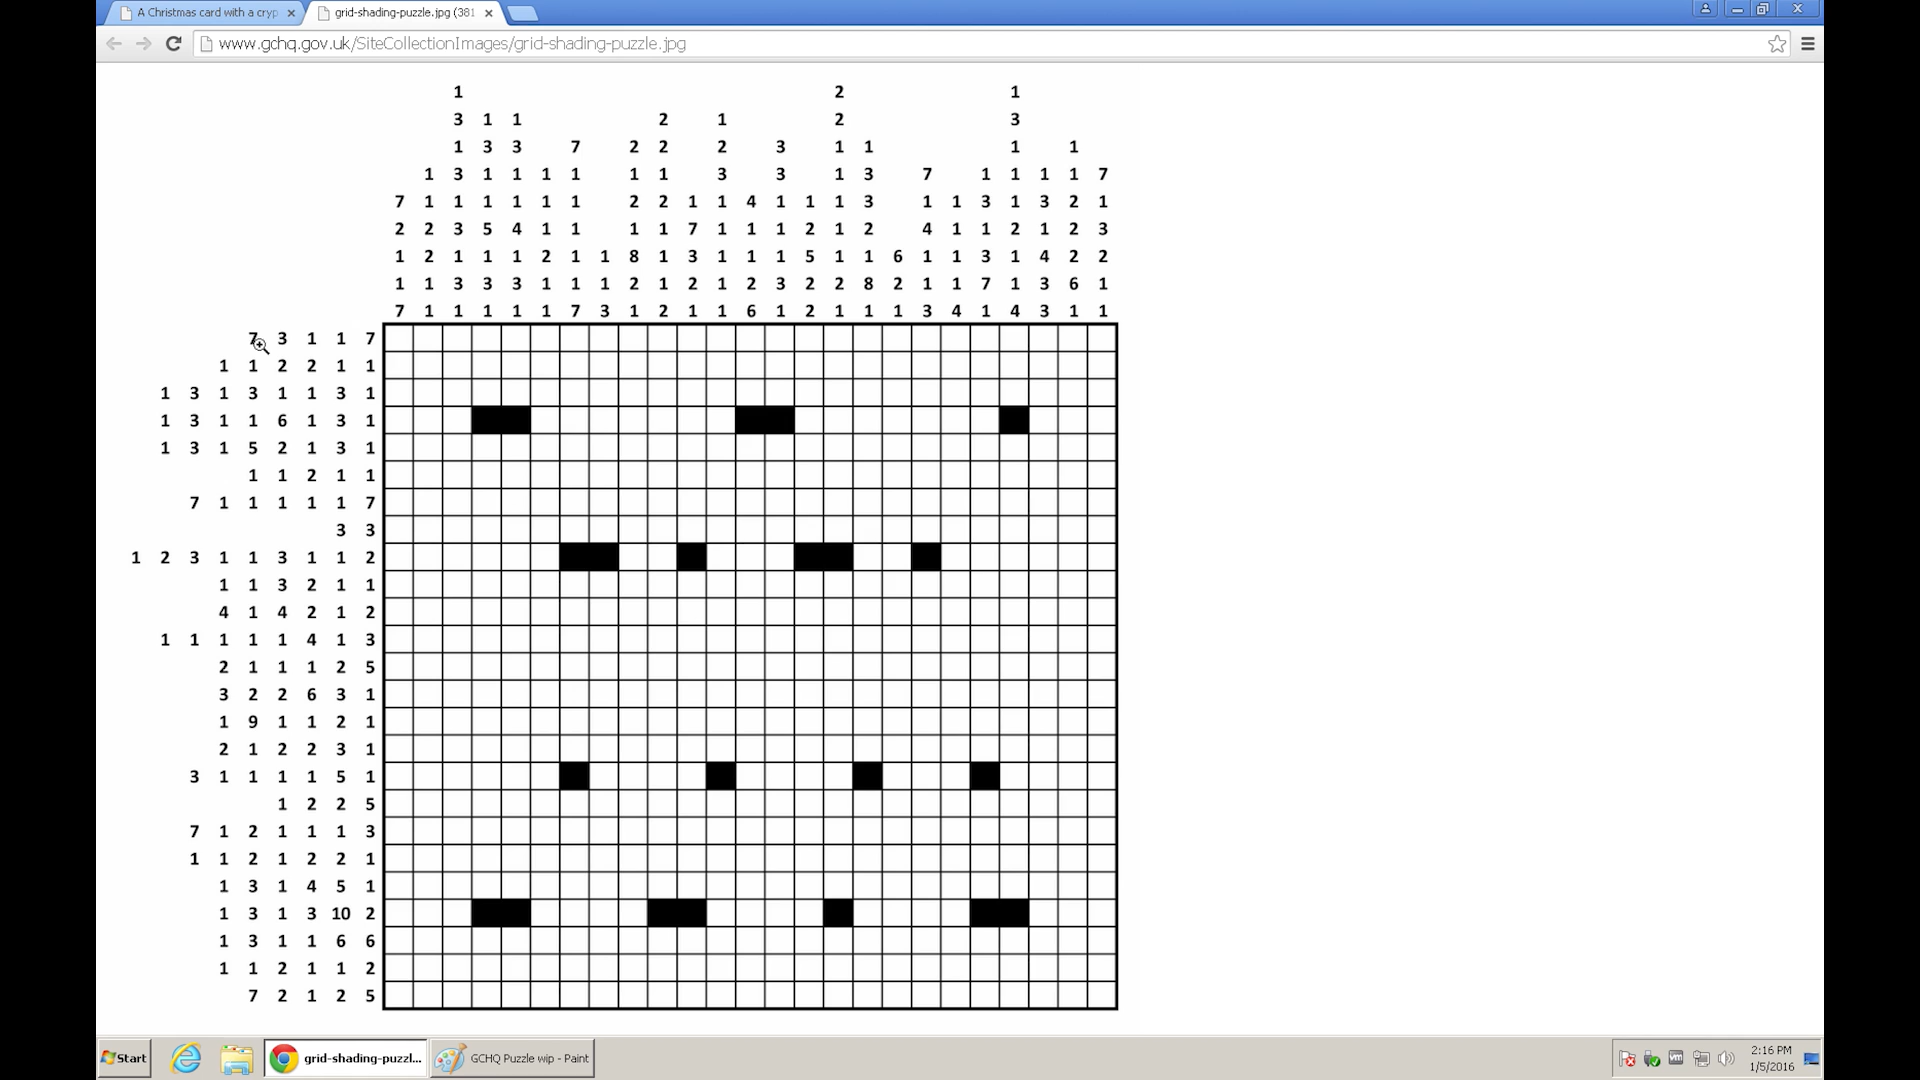 A Christmas card with a cryp
grid-shading-puzzle.jpg (381
www.gchq.gov.uk/SiteCollectionImages/grid-shading-puzzle.jpg
1 2 1
3 1 1 2 1 2 3
1 3 3 7 2 2 2 3 1 1 1 1
1 3 1 1 1 1 1 1 3 3 1 3 7 1 1 1 1 7
7 1 1 1 1 1 1 2 2 1 1 4 1 1 1 3 1 1 3 1 3 2 1
2 2 3 5 4 1 1 1 1 7 1 1 1 2 1 2 4 1 1 2 1 2 3
1 2 1 1 1 2 1 1 8 1 3 1 1 1 5 1 1 6 1 1 3 1 4 2 2
1 1 3 3 3 1 1 1 2 1 2 1 2 3 2 2 8 2 1 1 7 1 3 6 1
7 1 1 1 1 1 7 3 1 2 1 1 6 1 2 1 1 1 3 4 1 4 3 1 1
7 3 1 1 7
1 1 2 2 1 1
1 3 1 3 1 1 3 1
1 3 1 1 6 1 3 1
1 3 1 5 2 1 3 1
1 1 2 1 1
7 1 1 1 1 1 7
3 3
1 2 3 1 1 3 1 1 2
1 1 3 2 1 1
4 1 4 2 1 2
1 1 1 1 1 4 1 3
2 1 1 1 2 5
3 2 2 6 3 1
1 9 1 1 2 1
2 1 2 2 3 1
3 1 1 1 1 5 1
1 2 2 5
7 1 2 1 1 1 3
1 1 2 1 2 2 1
1 3 1 4 5 1
1 3 1 3 10 2
1 3 1 1 6 6
1 1 2 1 1 2
7 2 1 2 5
Start
grid-shading-puzzl...
GCHQ Puzzle wip - Paint
2:16 PM
1/5/2016